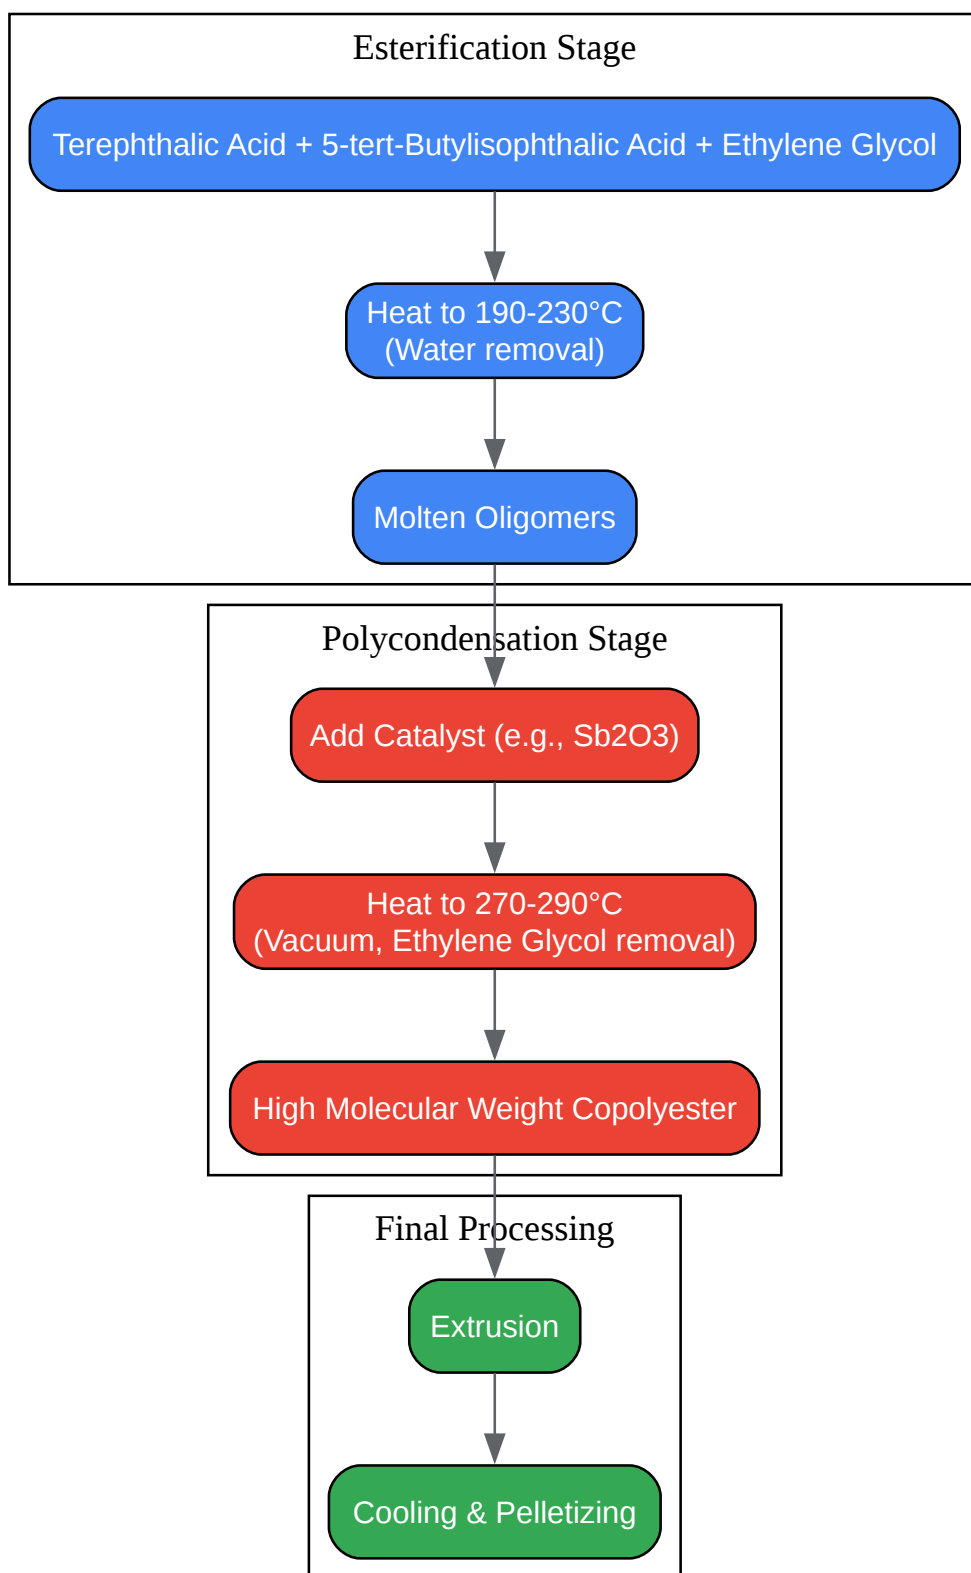 Esterification Stage
Terephthalic Acid + 5-tert-Butylisophthalic Acid + Ethylene Glycol
Heat to 190-230°C
(Water removal)
Molten Oligomers
Polycondensation Stage
Add Catalyst (e.g., Sb2O3)
Heat to 270-290°C
(Vacuum, Ethylene Glycol removal)
High Molecular Weight Copolyester
Final Processing
Extrusion
Cooling & Pelletizing